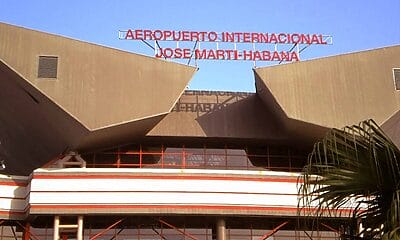 AEROPUERTO INTERNACIONAL
JOSE MARTI-HABANA